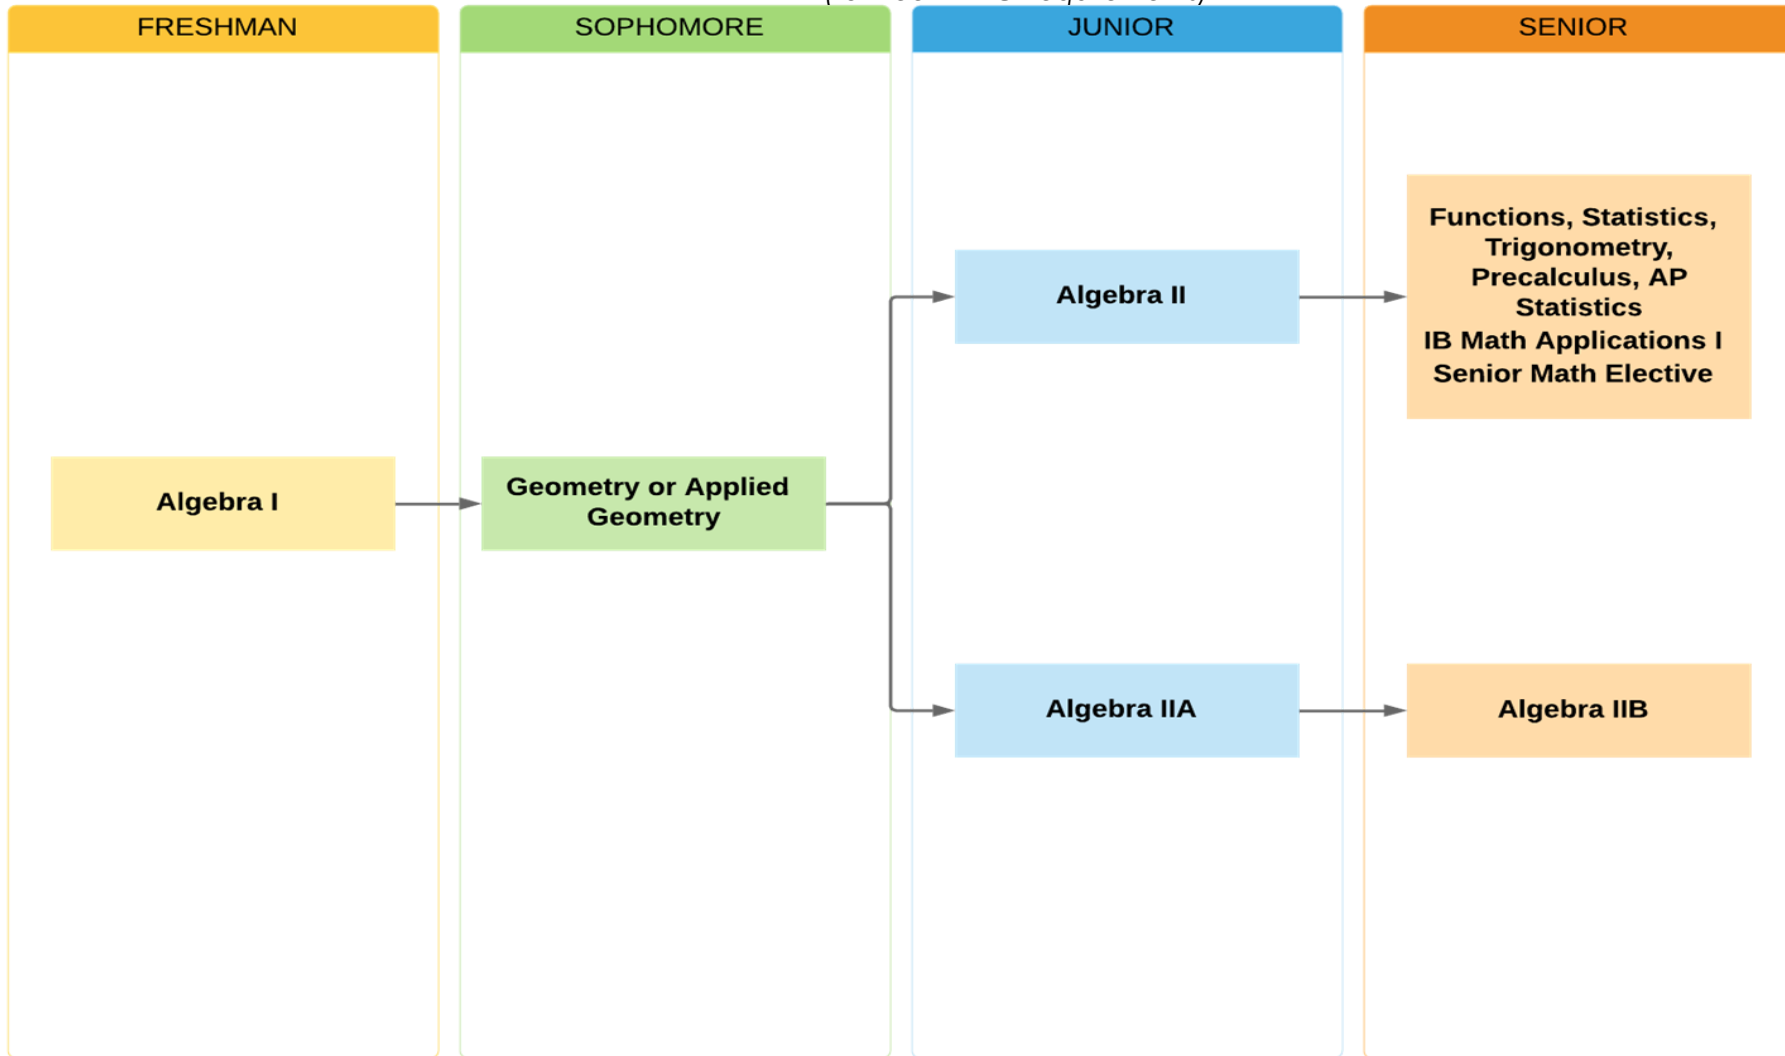 FRESHMAN
SOPHOMORE
JUNIOR
SENIOR
Functions, Statistics,
Trigonometry,
Precalculus, AP
Statistics
IB Math Applications I
Senior Math Elective
Algebra II
Algebra I
Geometry or Applied
Geometry
Algebra IIA
Algebra IIB